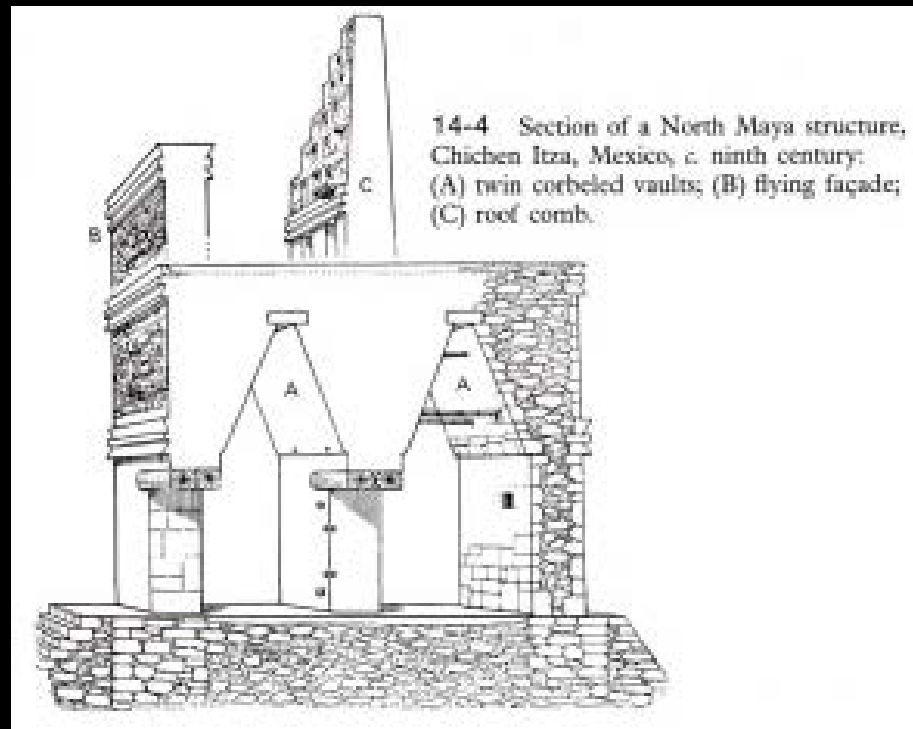 14-4 Section of a North Maya structure,
Chichen Itza, Mexico, c. ninth century:
(A) twin corbeled vaults; (B) flying façade;
(C) roof comb.
C
B
A
A